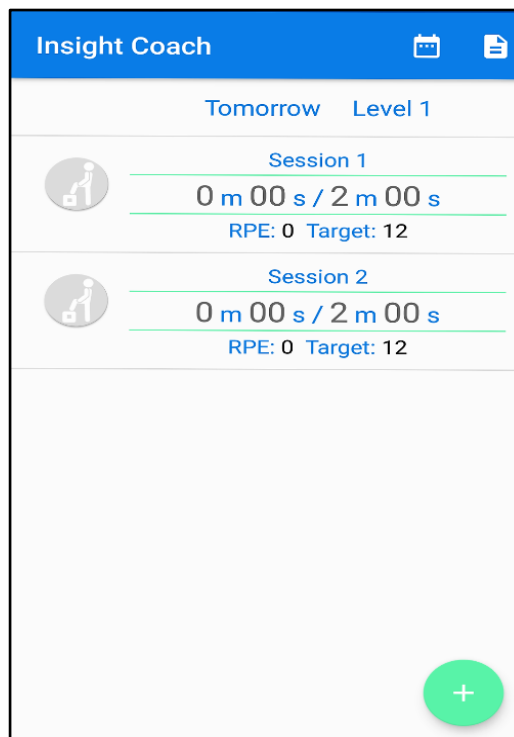 Insight Coach
Tomorrow Level 1
Session 1
0 m 00 s / 2 m 00 s
RPE: 0 Target: 12
Session 2
0 m 00 s / 2 m 00 s
RPE: 0 Target: 12
+